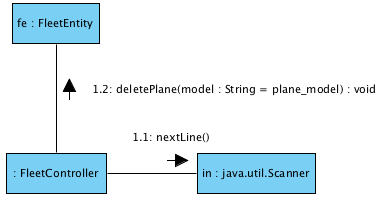 fe : FleetEntity
1.2: deletePlane(model : String = plane_model) : void
1.1: nextLine()
: FleetController
in : java.util.Scanner